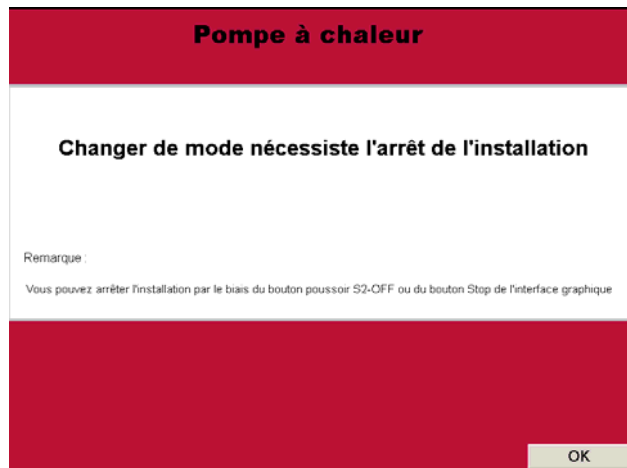 Pompe à chaleur
Changer de mode nécessiste l'arrêt de l'installation
Remarque :
Vous pouvez arrêter l'installation par le biais du bouton poussoir S2-OFF ou du bouton Stop de l'interface graphique
OK